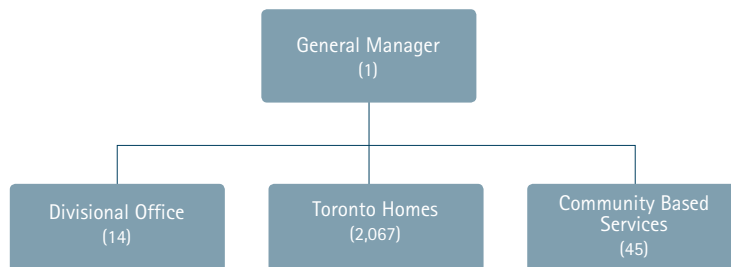 General Manager
(1)
Divisional Office
(14)
Toronto Homes
(2,067)
Community Based
Services
(45)